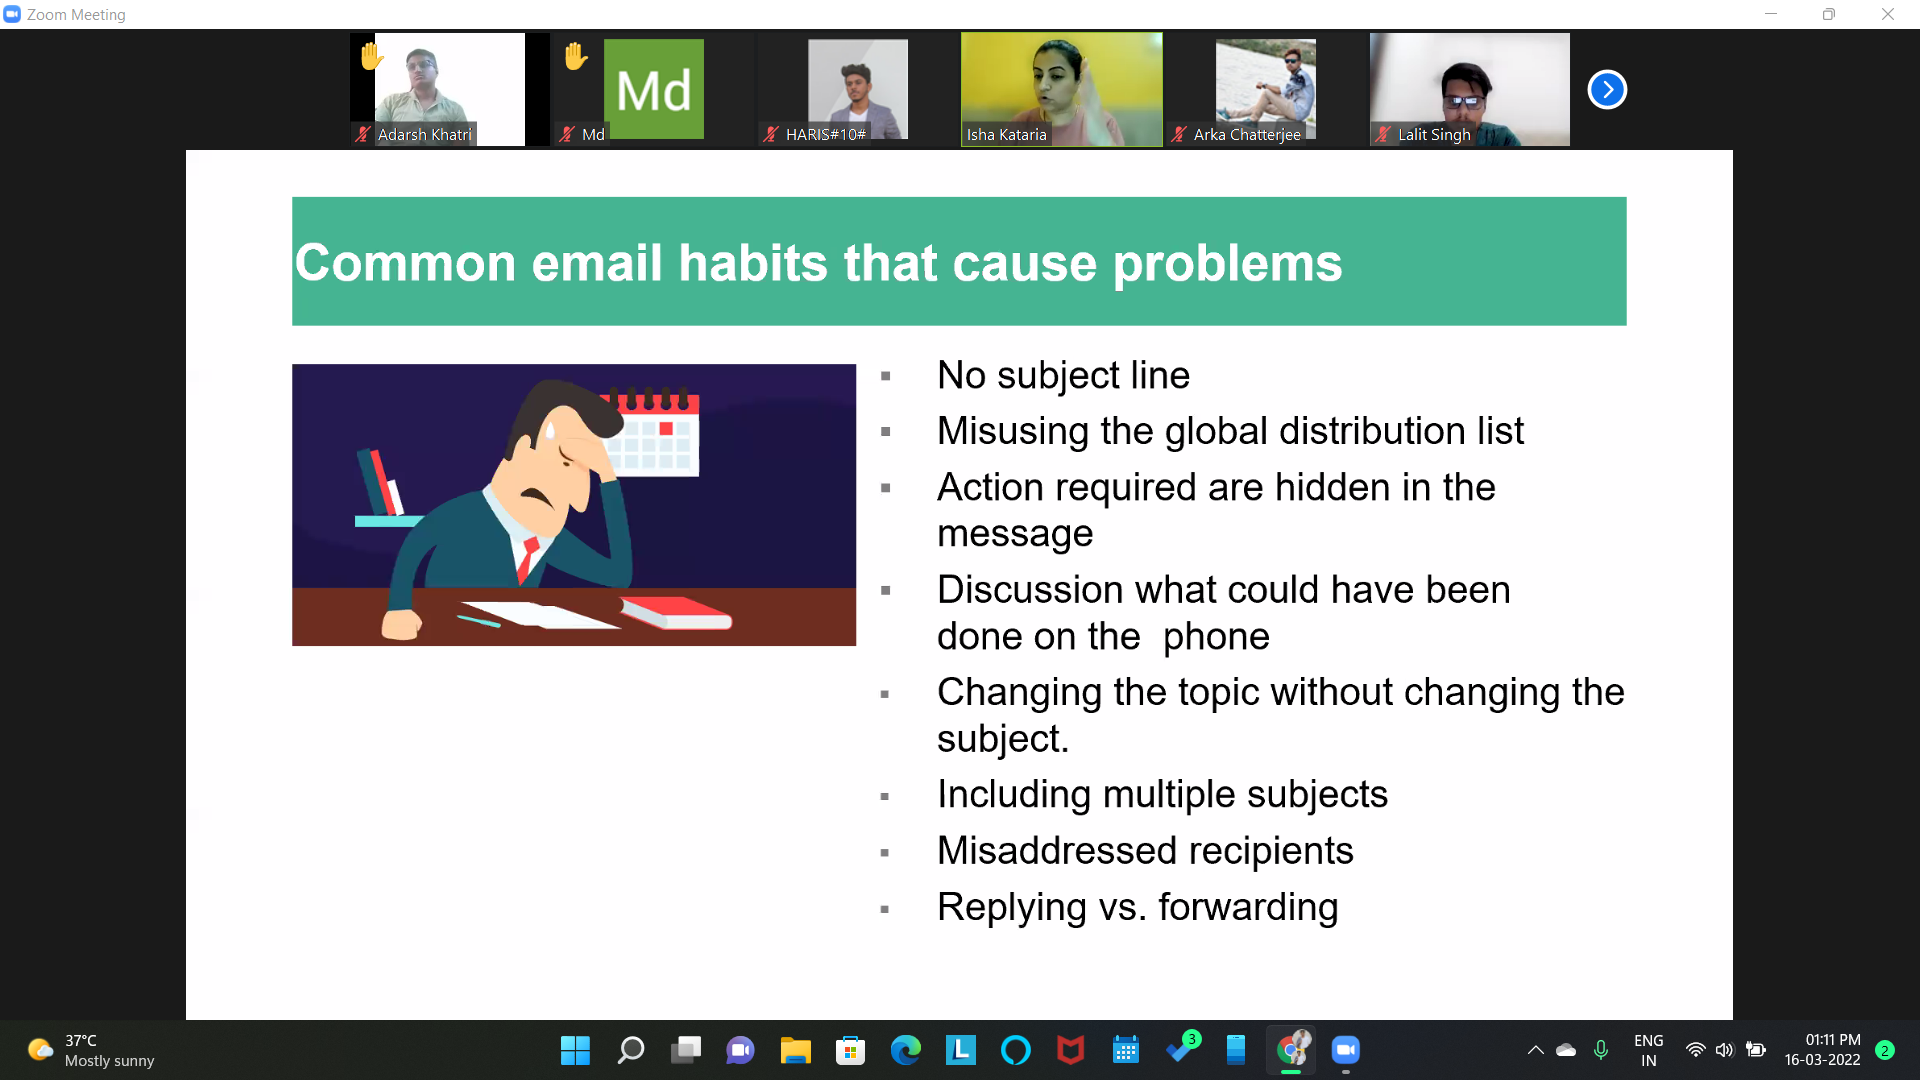 Zoom Meeting
Adarsh Khatri
Md
Md
HARIS#10#
Isha Kataria
Arka Chatterjee
Lalit Singh
Common email habits that cause problems
No subject line
Misusing the global distribution list
Action required are hidden in the
message
Discussion what could have been
done on the phone
Changing the topic without changing the
subject.
Including multiple subjects
Misaddressed recipients
Replying vs. forwarding
37°C
Mostly sunny
L
3
ENG
IN
01:11 PM
16-03-2022
2